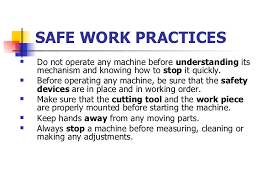 SAFE WORK PRACTICES
Do not operate any machine before understanding its
mechanism and knowing how to stop it quickly.
Before operating any machine, be sure that the safety
devices are in place and in working order.
Make sure that the cutting tool and the work piece
are properly mounted before starting the machine.
Keep hands away from any moving parts.
Always stop a machine before measuring, cleaning or
making any adjustments.